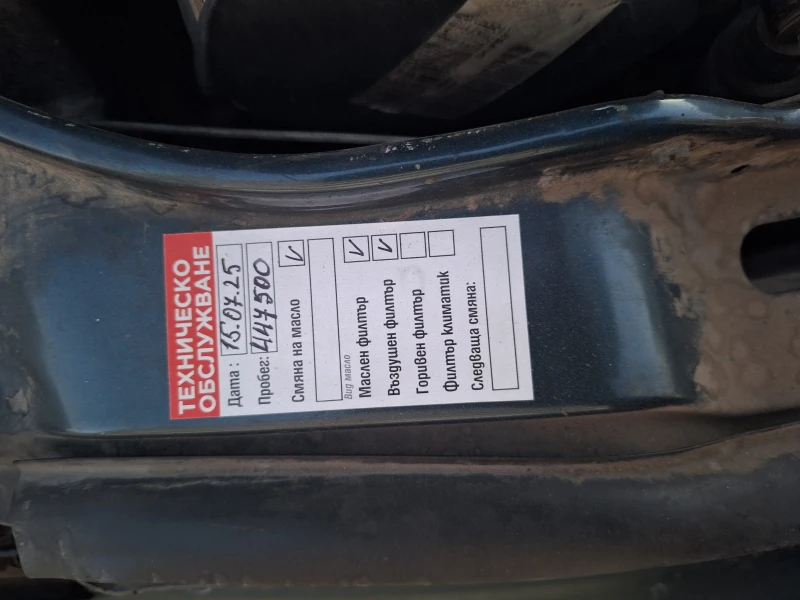 ТЕХНИЧЕСКО
ОБСЛУЖВАНЕ
Дата: 16.07.25
Пробег: 447500
Смяна на масло
Вид масло
Маслен филтър
Въздушен филтър
Горивен филтър
Филтър климатик
Следваща смяна: